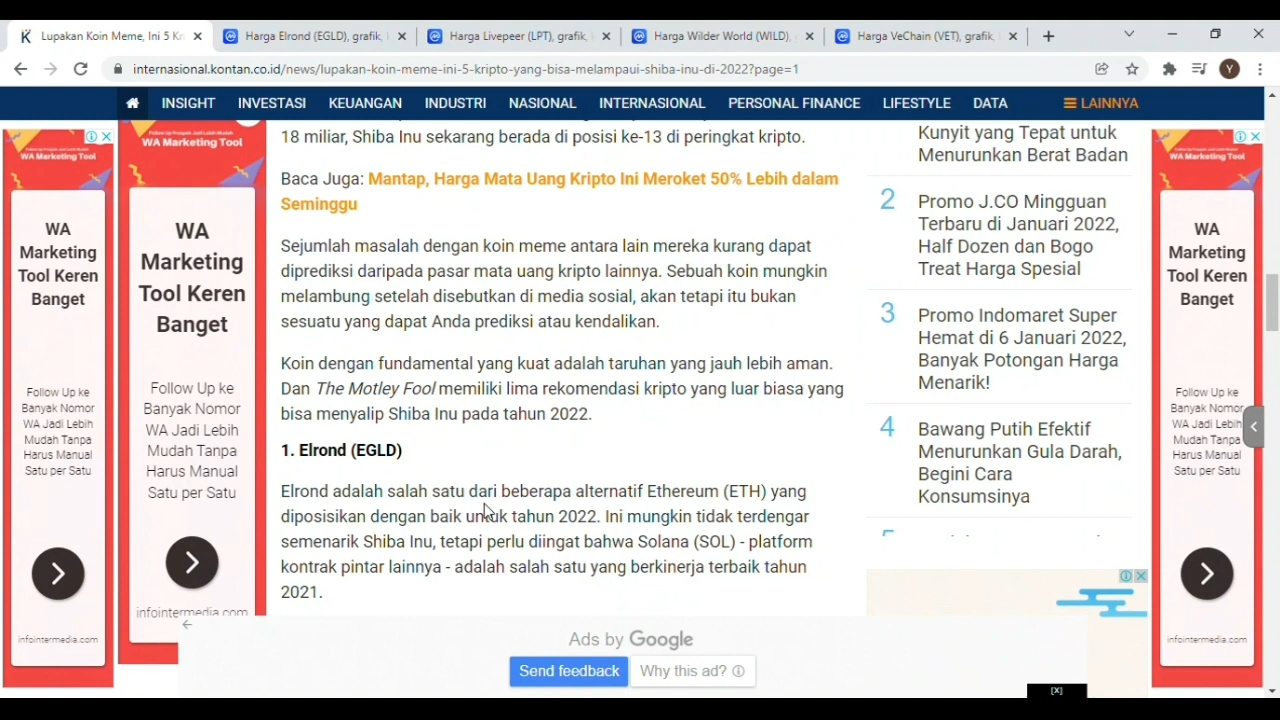 Lupakan Koin Meme, Ini 5 Kri
Harga Elrond (EGLD), grafik,
Harga Livepeer (LPT), grafik,
Harga Wilder World (WILD),
Harga VeChain (VET), grafik,
internasional.kontan.co.id/news/lupakan-koin-meme-ini-5-kripto-yang-bisa-melampaui-shiba-inu-di-2022?page=1
Y
INSIGHT INVESTASI KEUANGAN INDUSTRI NASIONAL INTERNASIONAL PERSONAL FINANCE LIFESTYLE DATA LAINNYA
WA Marketing Tool
WA
Marketing
Tool Keren
Banget
Follow Up ke
Banyak Nomor
WA Jadi Lebih
Mudah Tanpa
Harus Manual
Satu per Satu
infointermedia.com
WA Marketing Tool
WA
Marketing
Tool Keren
Banget
Follow Up ke
Banyak Nomor
WA Jadi Lebih
Mudah Tanpa
Harus Manual
Satu per Satu
infointermedia.com
18 miliar, Shiba Inu sekarang berada di posisi ke-13 di peringkat kripto.
Baca Juga: Mantap, Harga Mata Uang Kripto Ini Meroket 50% Lebih dalam
Seminggu
Sejumlah masalah dengan koin meme antara lain mereka kurang dapat
diprediksi daripada pasar mata uang kripto lainnya. Sebuah koin mungkin
melambung setelah disebutkan di media sosial, akan tetapi itu bukan
sesuatu yang dapat Anda prediksi atau kendalikan.
Koin dengan fundamental yang kuat adalah taruhan yang jauh lebih aman.
Dan The Motley Fool memiliki lima rekomendasi kripto yang luar biasa yang
bisa menyalip Shiba Inu pada tahun 2022.
1. Elrond (EGLD)
Elrond adalah salah satu dari beberapa alternatif Ethereum (ETH) yang
diposisikan dengan baik untuk tahun 2022. Ini mungkin tidak terdengar
semenarik Shiba Inu, tetapi perlu diingat bahwa Solana (SOL) - platform
kontrak pintar lainnya - adalah salah satu yang berkinerja terbaik tahun
2021.
Kunyit yang Tepat untuk
Menurunkan Berat Badan
2 Promo J.CO Mingguan
Terbaru di Januari 2022,
Half Dozen dan Bogo
Treat Harga Spesial
3 Promo Indomaret Super
Hemat di 6 Januari 2022,
Banyak Potongan Harga
Menarik!
4 Bawang Putih Efektif
Menurunkan Gula Darah,
Begini Cara
Konsumsinya
WA Marketing Tool
WA
Marketing
Tool Keren
Banget
Follow Up ke
Banyak Nomor
WA Jadi Lebih
Mudah Tanpa
Harus Manual
Satu per Satu
infointermedia.com
Ads by Google
Send feedback Why this ad?
[X]